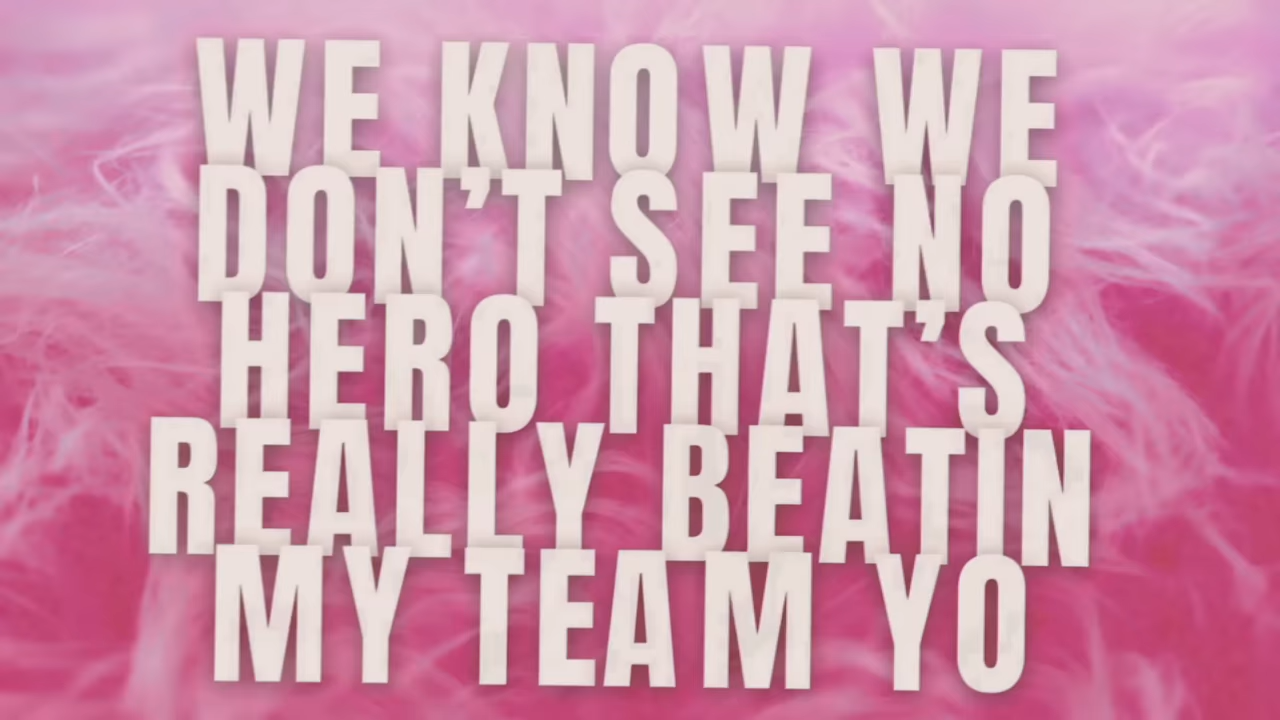 WE KNOW WE
DON’T SEE NO
HERO THAT’S
REALLY BEATIN
MY TEAM YO